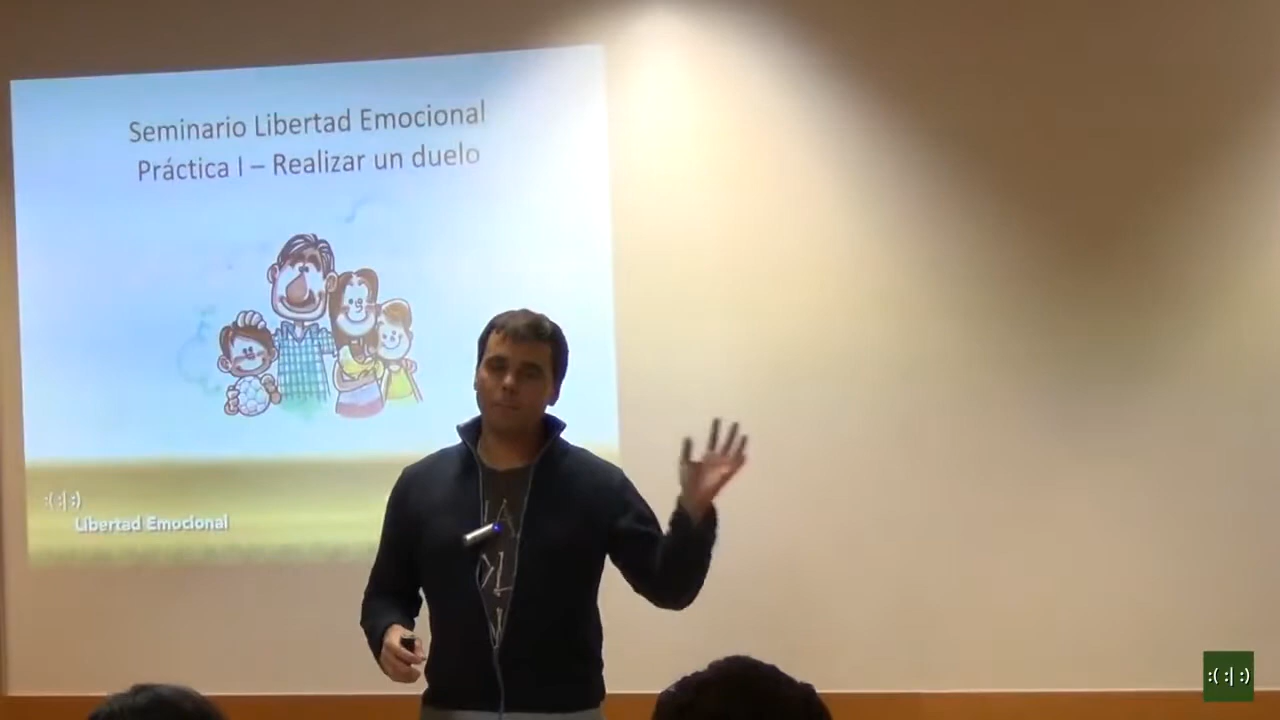 Seminario Libertad Emocional
Práctica I – Realizar un duelo
:( :| :)
Libertad Emocional
:( :| :)